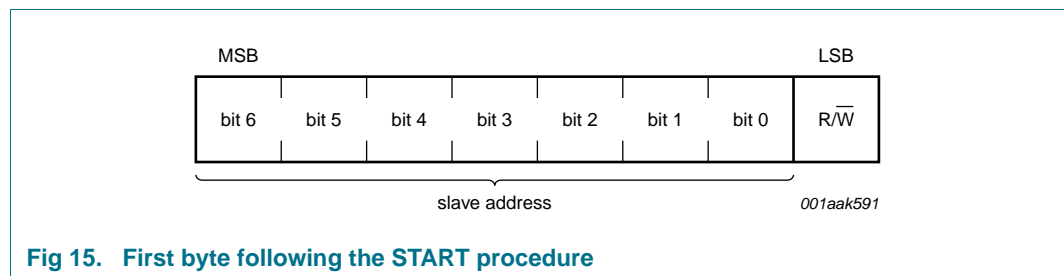 MSB LSB
bit 6 bit 5 bit 4 bit 3 bit 2 bit 1 bit 0 R/W̅
slave address 001aak591
Fig 15. First byte following the START procedure